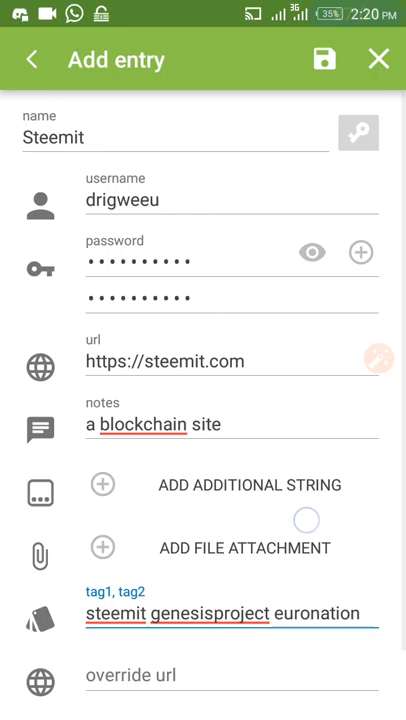 3G
35%
2:20 PM
Add entry
name
Steemit
username
drigweeu
password
••••••••••
••••••••••
url
https://steemit.com
notes
a blockchain site
ADD ADDITIONAL STRING
ADD FILE ATTACHMENT
tag1, tag2
steemit genesisproject euronation
override url